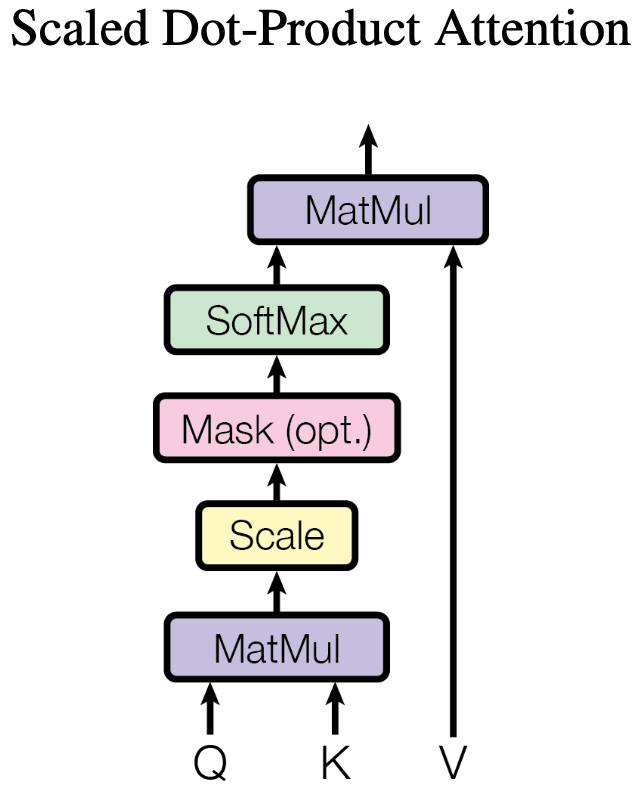 Scaled Dot-Product Attention
MatMul
SoftMax
Mask (opt.)
Scale
MatMul
Q K V